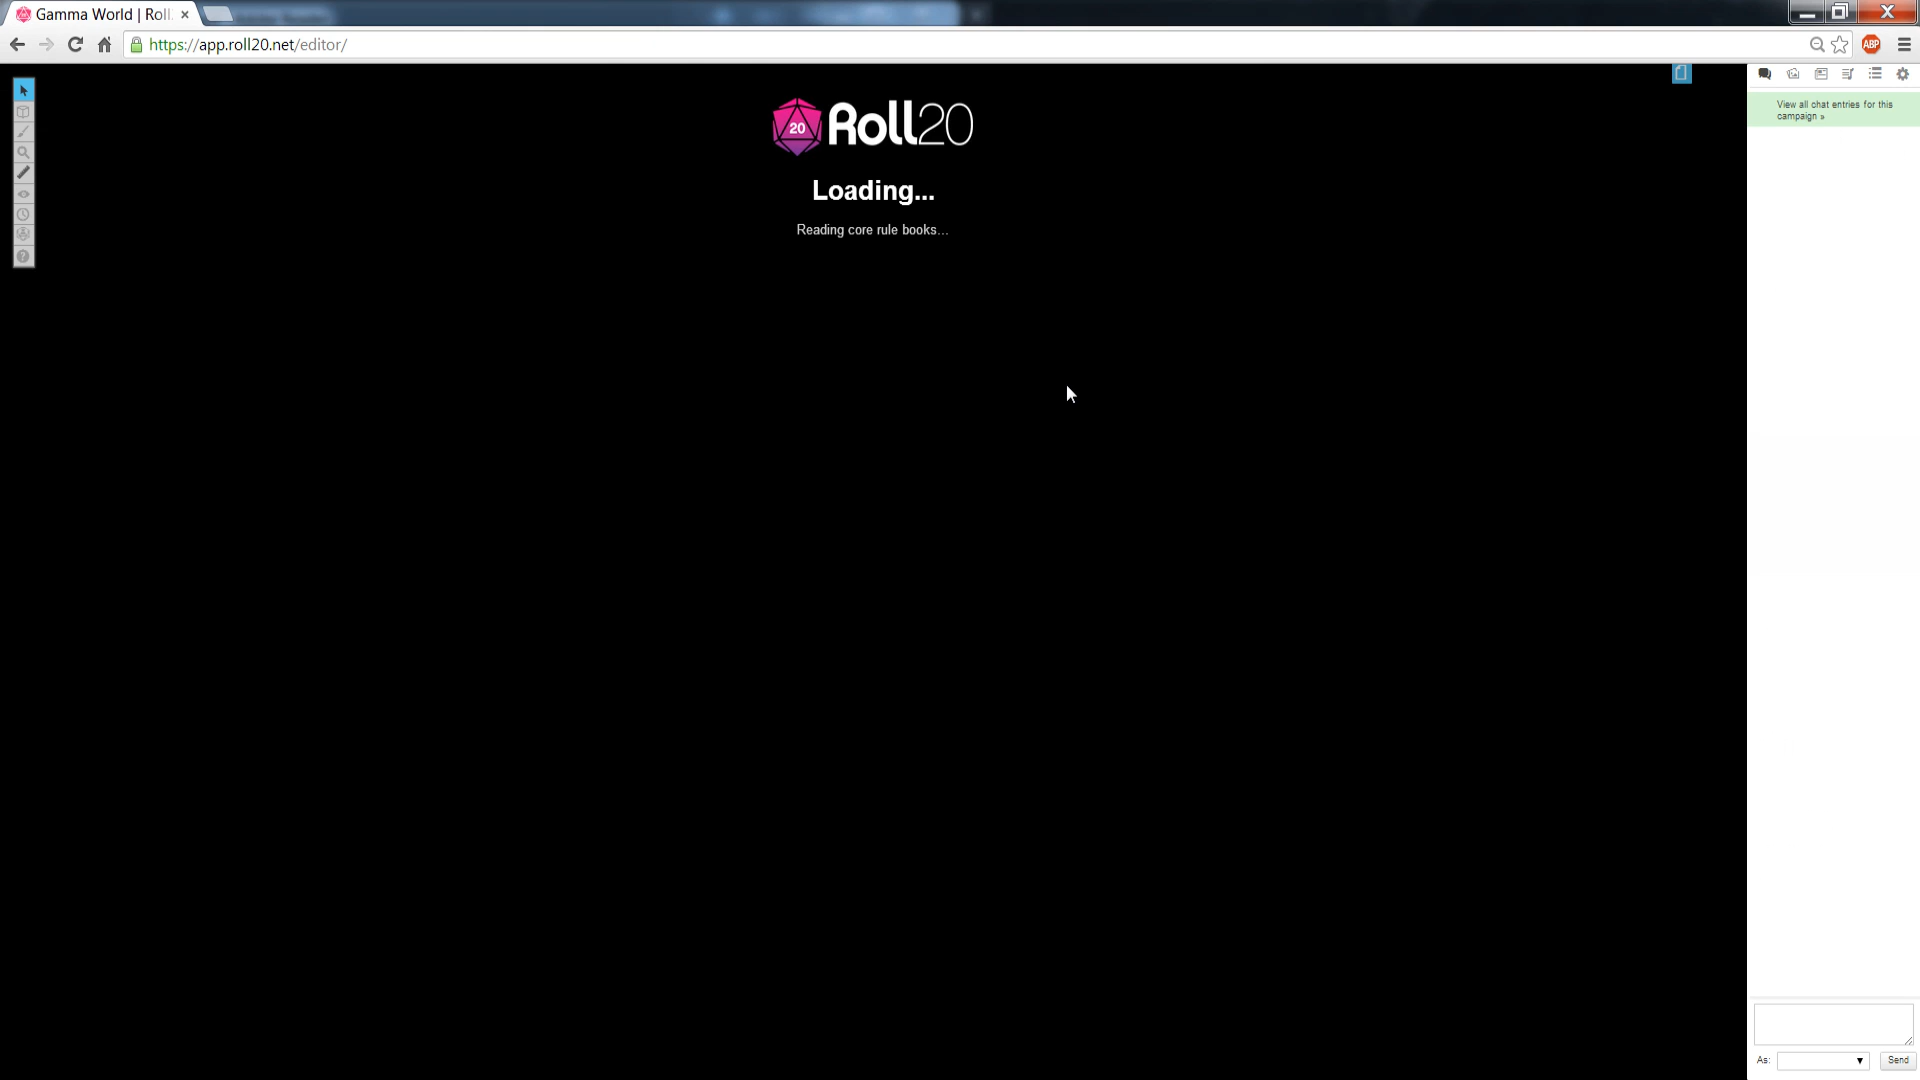 Gamma World | Roll
https://app.roll20.net/editor/
ABP
20 Roll20
Loading...
Reading core rule books...
View all chat entries for this
campaign »
As:
Send